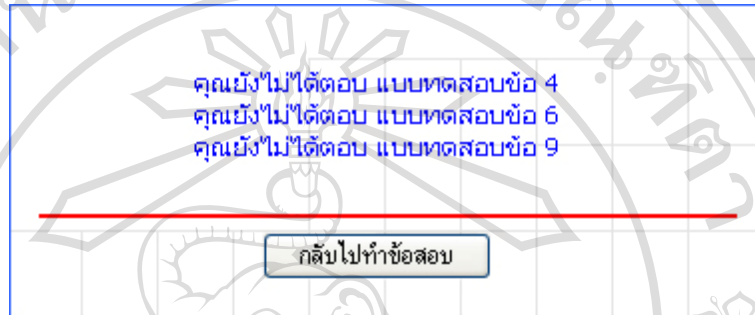 คุณยังไม่ได้ตอบ แบบทดสอบข้อ 4
คุณยังไม่ได้ตอบ แบบทดสอบข้อ 6
คุณยังไม่ได้ตอบ แบบทดสอบข้อ 9
กลับไปทำข้อสอบ